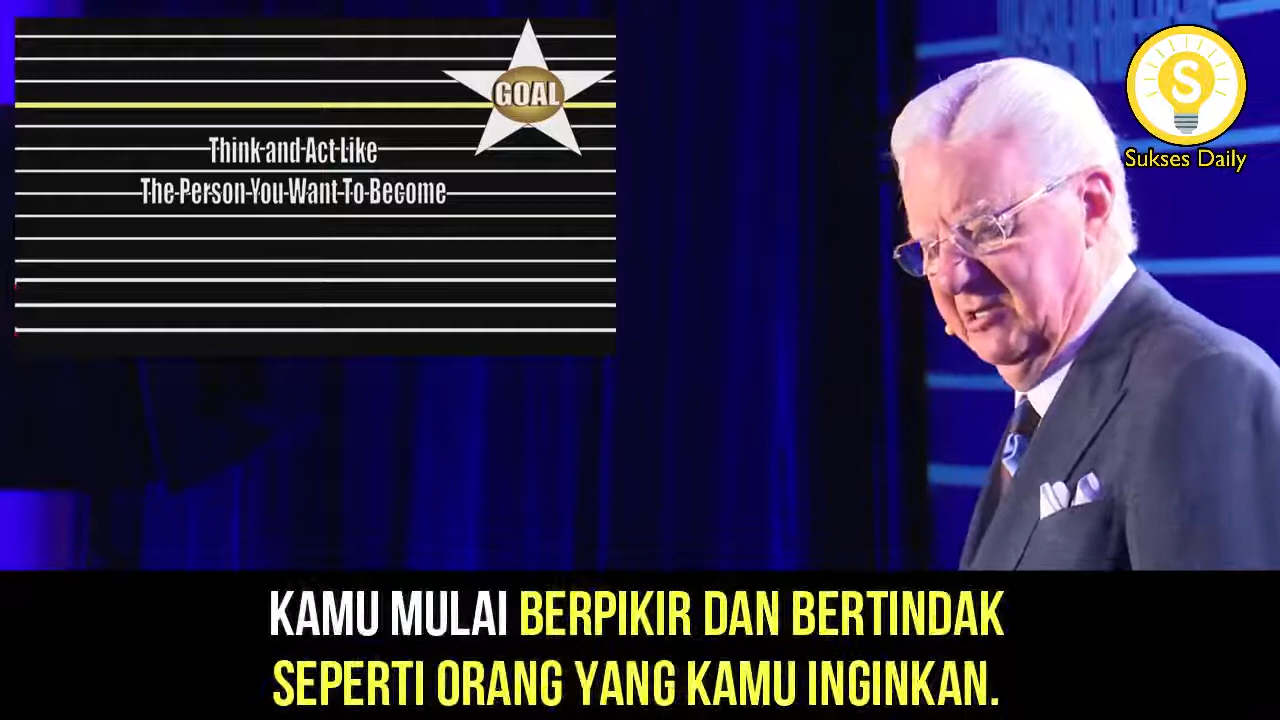 GOAL
Think and Act Like
The Person You Want To Become
S
Sukses Daily
KAMU MULAI BERPIKIR DAN BERTINDAK
SEPERTI ORANG YANG KAMU INGINKAN.